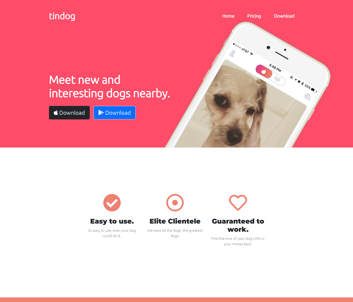 tindog
Home Pricing Download
Meet new and
interesting dogs nearby.
Download Download
Easy to use.
So easy to use, even your dog
could do it.
Elite Clientele
We have all the dogs, the greatest
dogs.
Guaranteed to
work.
Find the love of your dog's life or
your money back.